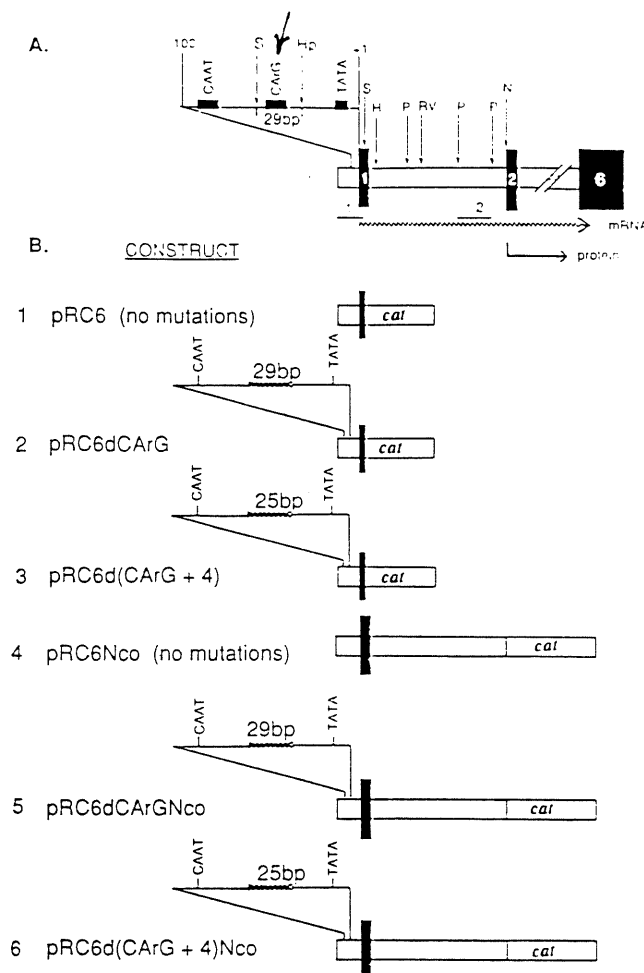 A.
100
CAAT
S
CArG
Hp
TATA
+1
29bp
S
H
P
RV
P
P
N
1
2
6
1
2
mRNA
protein
B.
CONSTRUCT
1 pRC6 (no mutations)
cat
CAAT
29bp
TATA
2 pRC6dCArG
cat
CAAT
25bp
TATA
3 pRC6d(CArG + 4)
cat
4 pRC6Nco (no mutations)
cat
CAAT
29bp
TATA
5 pRC6dCArGNco
cat
CAAT
25bp
TATA
6 pRC6d(CArG + 4)Nco
cat